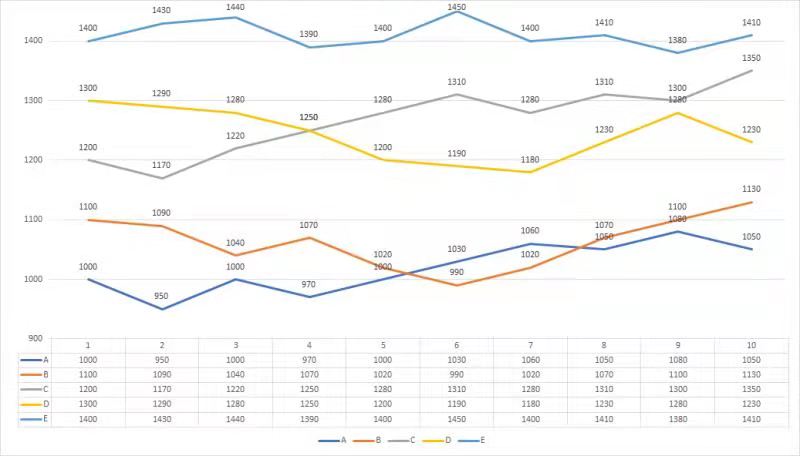 1400 1430 1440 1390 1400 1450 1400 1410 1380 1410
1300 1290 1280 1250 1200 1190 1180 1230 1280 1230
1200 1170 1220 1250 1280 1310 1280 1310 1300 1350
1100 1090 1040 1070 1020 990 1020 1070 1100 1130
1000 950 1000 970 1000 1030 1060 1050 1080 1050
1400
1300
1200
1100
1000
900
1 2 3 4 5 6 7 8 9 10
A 1000 950 1000 970 1000 1030 1060 1050 1080 1050
B 1100 1090 1040 1070 1020 990 1020 1070 1100 1130
C 1200 1170 1220 1250 1280 1310 1280 1310 1300 1350
D 1300 1290 1280 1250 1200 1190 1180 1230 1280 1230
E 1400 1430 1440 1390 1400 1450 1400 1410 1380 1410
A B C D E